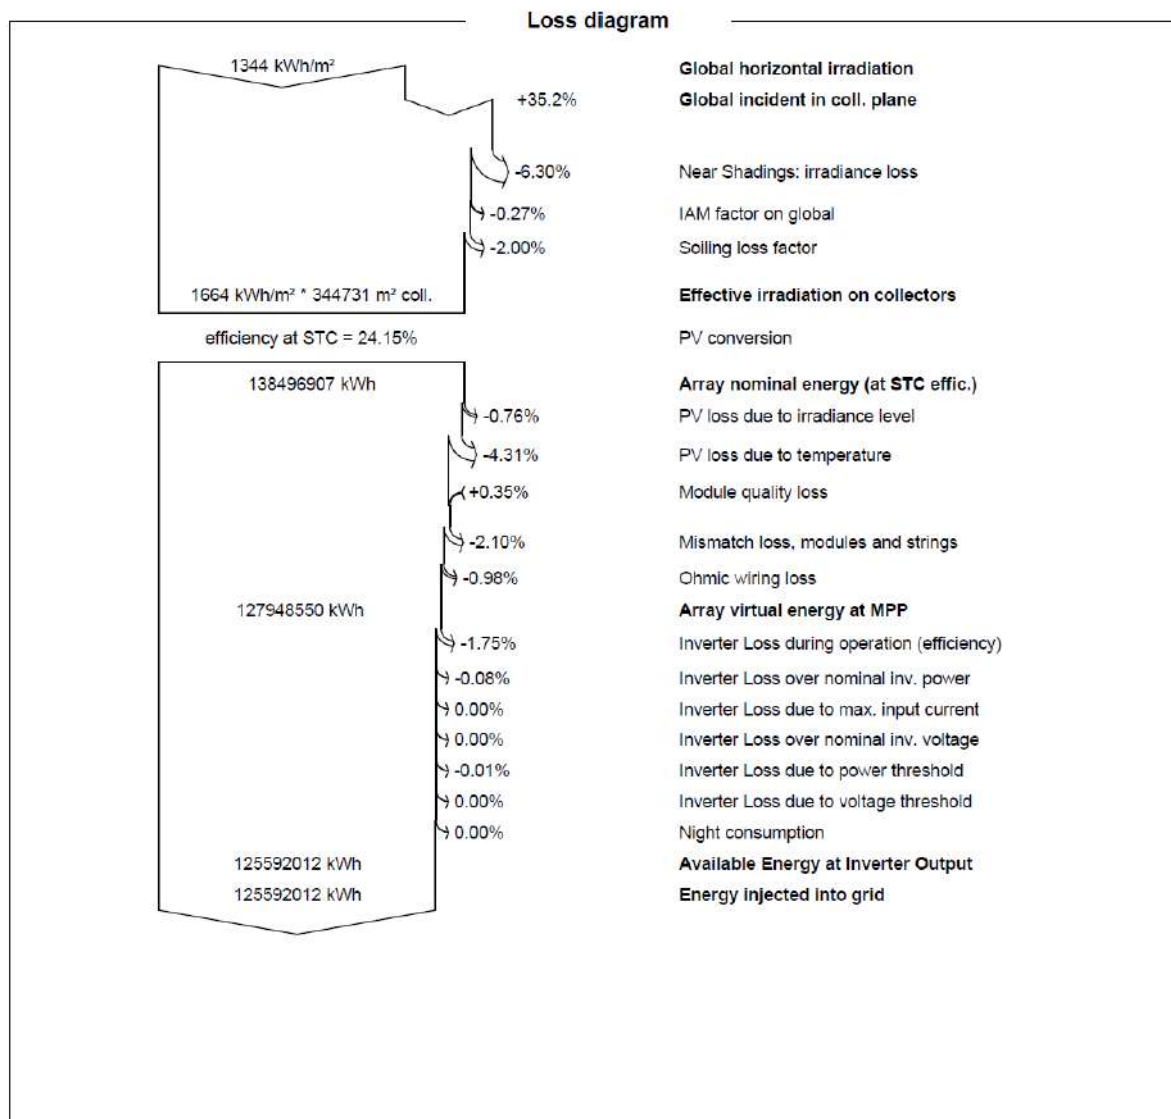 Loss diagram
1344 kWh/m² Global horizontal irradiation
+35.2% Global incident in coll. plane
-6.30% Near Shadings: irradiance loss
-0.27% IAM factor on global
-2.00% Soiling loss factor
1664 kWh/m² * 344731 m² coll. Effective irradiation on collectors
efficiency at STC = 24.15% PV conversion
138496907 kWh Array nominal energy (at STC effic.)
-0.76% PV loss due to irradiance level
-4.31% PV loss due to temperature
+0.35% Module quality loss
-2.10% Mismatch loss, modules and strings
-0.98% Ohmic wiring loss
127948550 kWh Array virtual energy at MPP
-1.75% Inverter Loss during operation (efficiency)
-0.08% Inverter Loss over nominal inv. power
0.00% Inverter Loss due to max. input current
0.00% Inverter Loss over nominal inv. voltage
-0.01% Inverter Loss due to power threshold
0.00% Inverter Loss due to voltage threshold
0.00% Night consumption
125592012 kWh Available Energy at Inverter Output
125592012 kWh Energy injected into grid